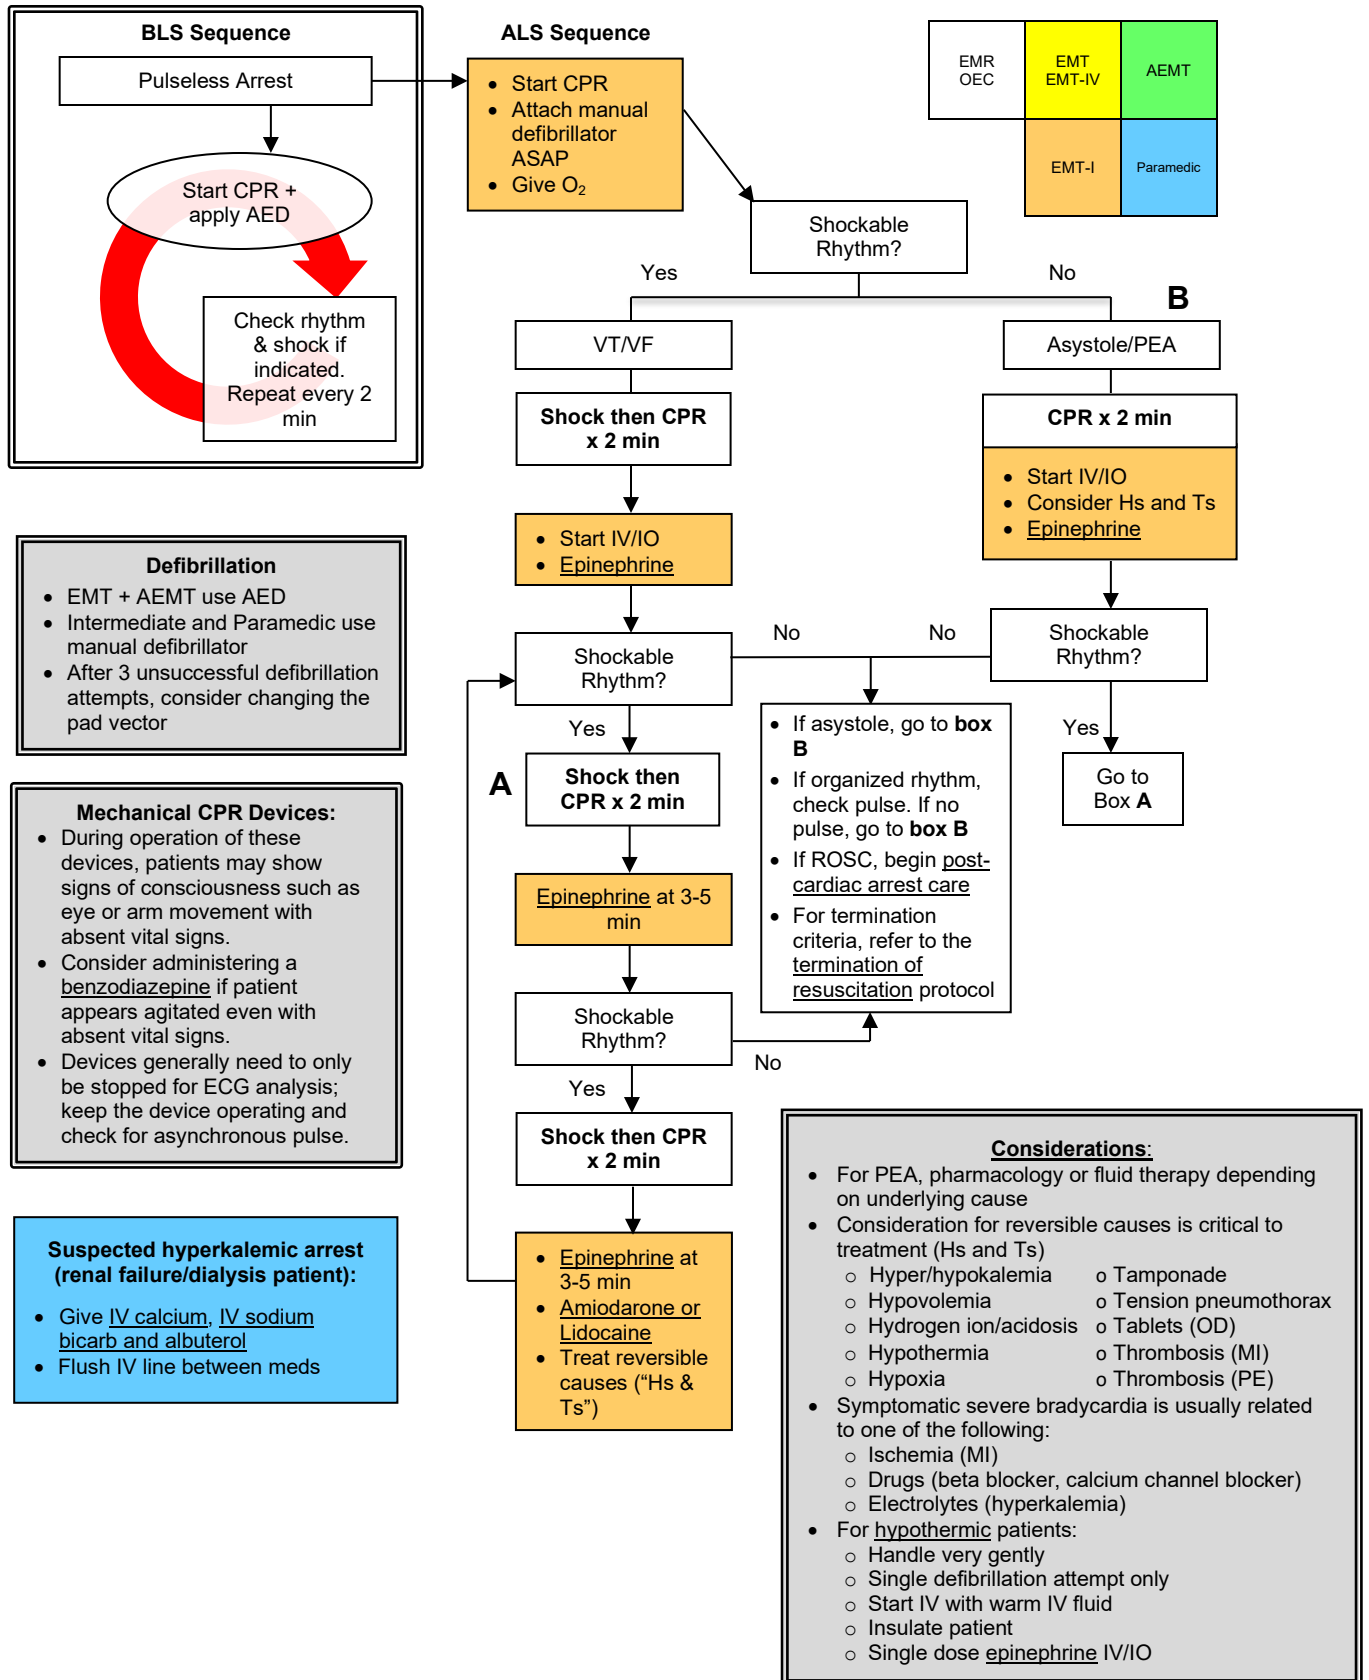 BLS Sequence
Pulseless Arrest
Start CPR +
apply AED
Check rhythm
& shock if
indicated.
Repeat every 2
min
ALS Sequence
• Start CPR
• Attach manual
defibrillator
ASAP
• Give O₂
EMR
OEC
EMT
EMT-IV
AEMT
EMT-I
Paramedic
Shockable
Rhythm?
Yes
No
B
VT/VF
Asystole/PEA
Shock then CPR
x 2 min
CPR x 2 min
• Start IV/IO
• Consider Hs and Ts
• Epinephrine
• Start IV/IO
• Epinephrine
Shockable
Rhythm?
No
No
Shockable
Rhythm?
Yes
Yes
Go to
Box A
A
Shock then
CPR x 2 min
• If asystole, go to box
B
• If organized rhythm,
check pulse. If no
pulse, go to box B
• If ROSC, begin post-
cardiac arrest care
• For termination
criteria, refer to the
termination of
resuscitation protocol
Epinephrine at 3-5
min
Shockable
Rhythm?
No
Yes
Shock then CPR
x 2 min
• Epinephrine at
3-5 min
• Amiodarone or
Lidocaine
• Treat reversible
causes (“Hs &
Ts”)
Defibrillation
• EMT + AEMT use AED
• Intermediate and Paramedic use
manual defibrillator
• After 3 unsuccessful defibrillation
attempts, consider changing the
pad vector
Mechanical CPR Devices:
• During operation of these
devices, patients may show
signs of consciousness such as
eye or arm movement with
absent vital signs.
• Consider administering a
benzodiazepine if patient
appears agitated even with
absent vital signs.
• Devices generally need to only
be stopped for ECG analysis;
keep the device operating and
check for asynchronous pulse.
Suspected hyperkalemic arrest
(renal failure/dialysis patient):
• Give IV calcium, IV sodium
bicarb and albuterol
• Flush IV line between meds
Considerations:
• For PEA, pharmacology or fluid therapy depending
on underlying cause
• Consideration for reversible causes is critical to
treatment (Hs and Ts)
o Hyper/hypokalemia o Tamponade
o Hypovolemia o Tension pneumothorax
o Hydrogen ion/acidosis o Tablets (OD)
o Hypothermia o Thrombosis (MI)
o Hypoxia o Thrombosis (PE)
• Symptomatic severe bradycardia is usually related
to one of the following:
o Ischemia (MI)
o Drugs (beta blocker, calcium channel blocker)
o Electrolytes (hyperkalemia)
• For hypothermic patients:
o Handle very gently
o Single defibrillation attempt only
o Start IV with warm IV fluid
o Insulate patient
o Single dose epinephrine IV/IO